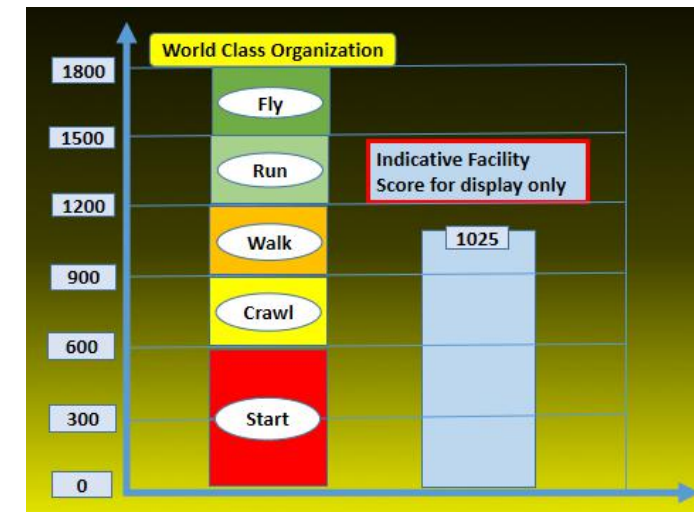 World Class Organization
1800
Fly
1500
Indicative Facility
Score for display only
Run
1200
1025
Walk
900
Crawl
600
300
Start
0